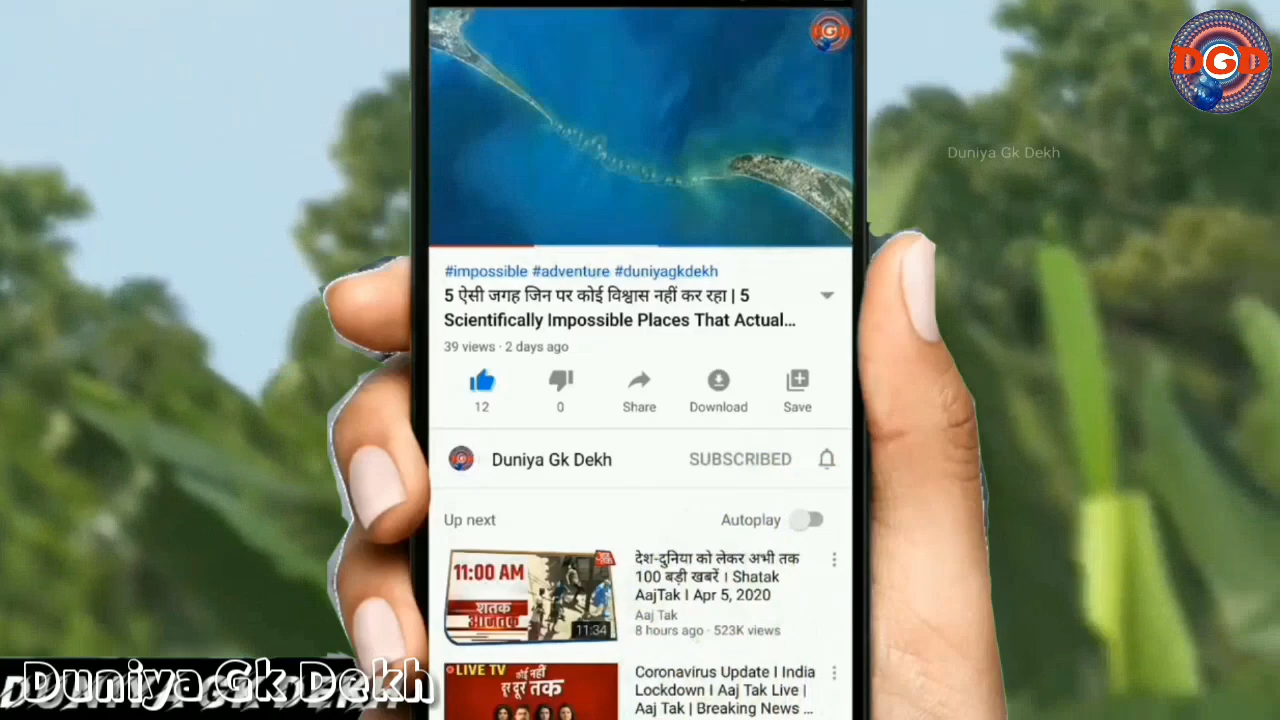 DGD
Duniya Gk Dekh
#impossible #adventure #duniyagkdekh
5 ऐसी जगह जिन पर कोई विश्वास नहीं कर रहा | 5
Scientifically Impossible Places That Actual...
39 views · 2 days ago
12
0
Share
Download
Save
Duniya Gk Dekh
SUBSCRIBED
Up next
Autoplay
11:00 AM
शतक
आजतक
11:34
देश-दुनिया को लेकर अभी तक
100 बड़ी खबरें I Shatak
AajTak I Apr 5, 2020
Aaj Tak
8 hours ago · 523K views
LIVE TV
कोई नहीं
दूर दूर तक
Coronavirus Update I India
Lockdown I Aaj Tak Live |
Aaj Tak | Breaking News ...
Duniya Gk Dekh